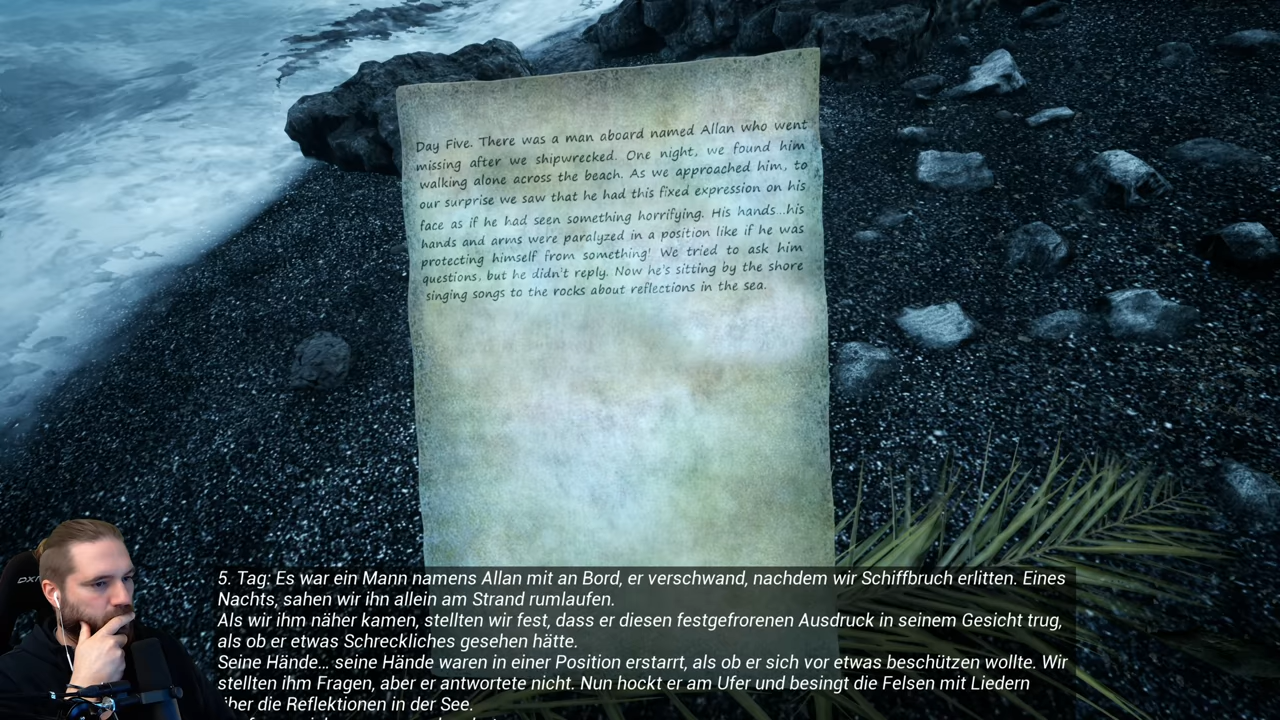 Day Five. There was a man aboard named Allan who went
missing after we shipwrecked. One night, we found him
walking alone across the beach. As we approached him, to
our surprise we saw that he had this fixed expression on his
face as if he had seen something horrifying. His hands...his
hands and arms were paralyzed in a position like if he was
protecting himself from something! We tried to ask him
questions, but he didn't reply. Now he's sitting by the shore
singing songs to the rocks about reflections in the sea.
5. Tag: Es war ein Mann namens Allan mit an Bord, er verschwand, nachdem wir Schiffbruch erlitten. Eines
Nachts, sahen wir ihn allein am Strand rumlaufen.
Als wir ihm näher kamen, stellten wir fest, dass er diesen festgefrorenen Ausdruck in seinem Gesicht trug,
als ob er etwas Schreckliches gesehen hätte.
Seine Hände... seine Hände waren in einer Position erstarrt, als ob er sich vor etwas beschützen wollte. Wir
stellten ihm Fragen, aber er antwortete nicht. Nun hockt er am Ufer und besingt die Felsen mit Liedern
über die Reflektionen in der See.